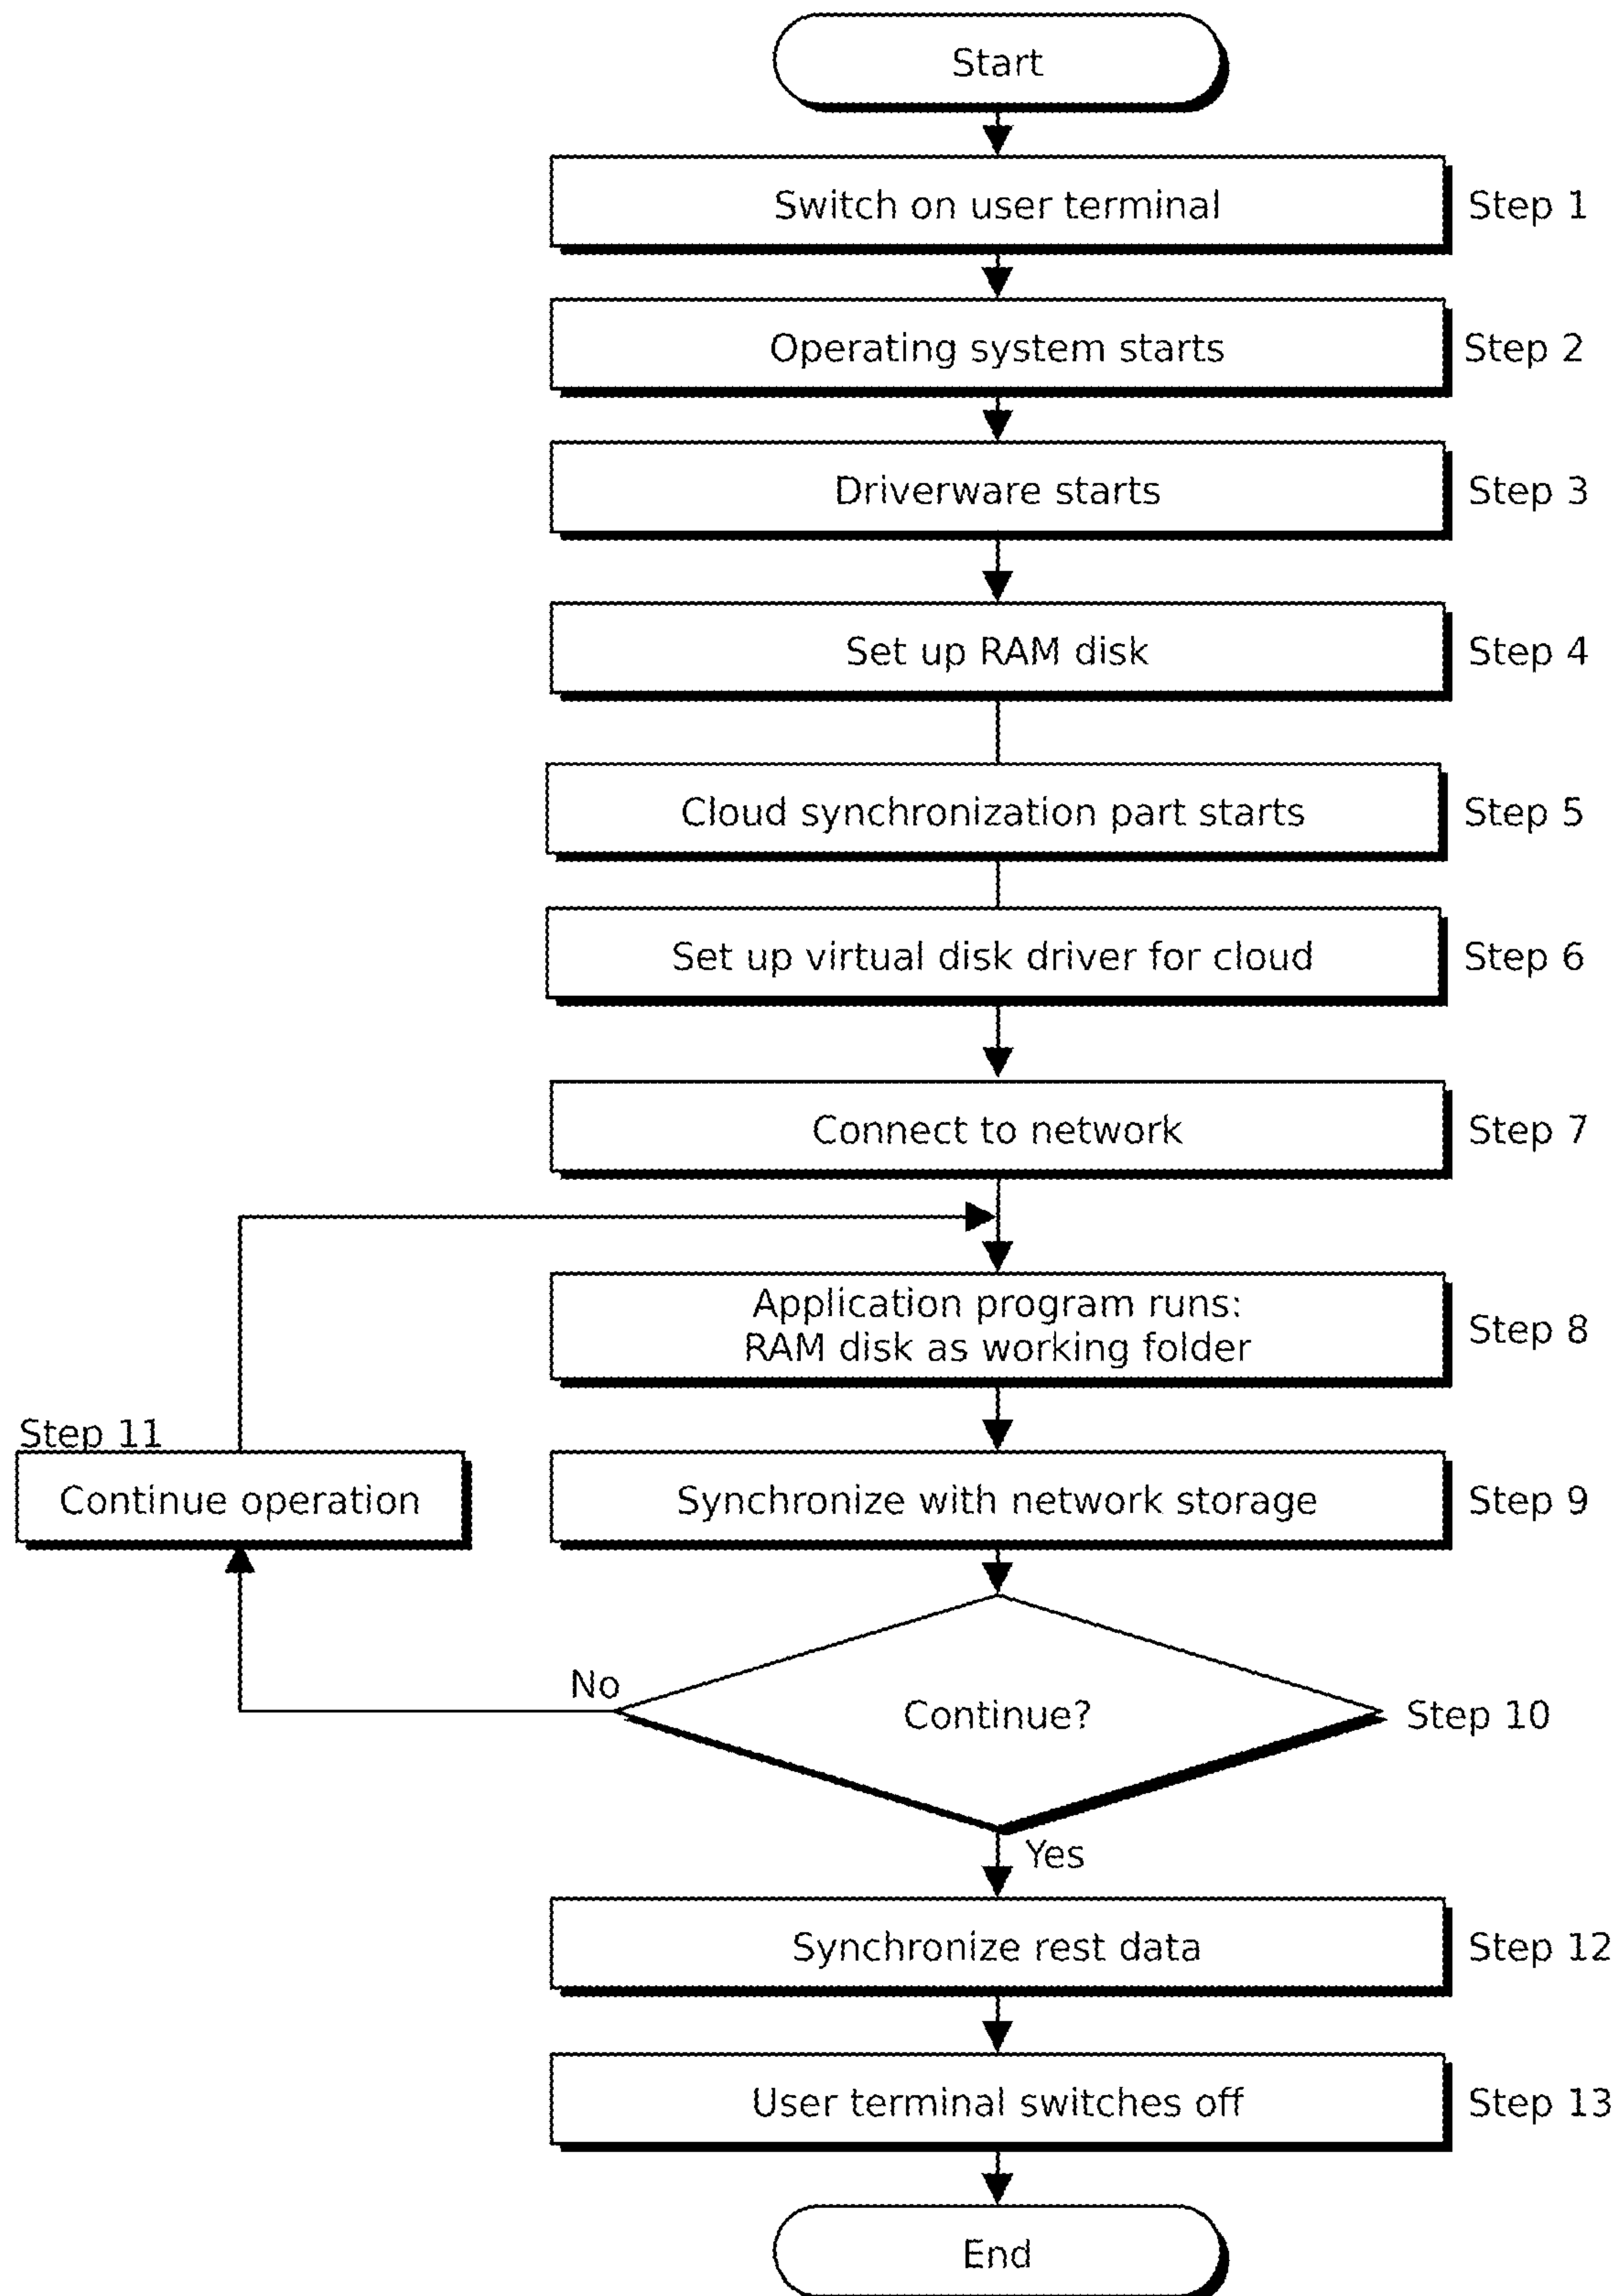 Start
Switch on user terminal
Step 1
Operating system starts
Step 2
Driverware starts
Step 3
Set up RAM disk
Step 4
Cloud synchronization part starts
Step 5
Set up virtual disk driver for cloud
Step 6
Connect to network
Step 7
Application program runs:
RAM disk as working folder
Step 8
Step 11
Continue operation
Synchronize with network storage
Step 9
No
Continue?
Step 10
Yes
Synchronize rest data
Step 12
User terminal switches off
Step 13
End